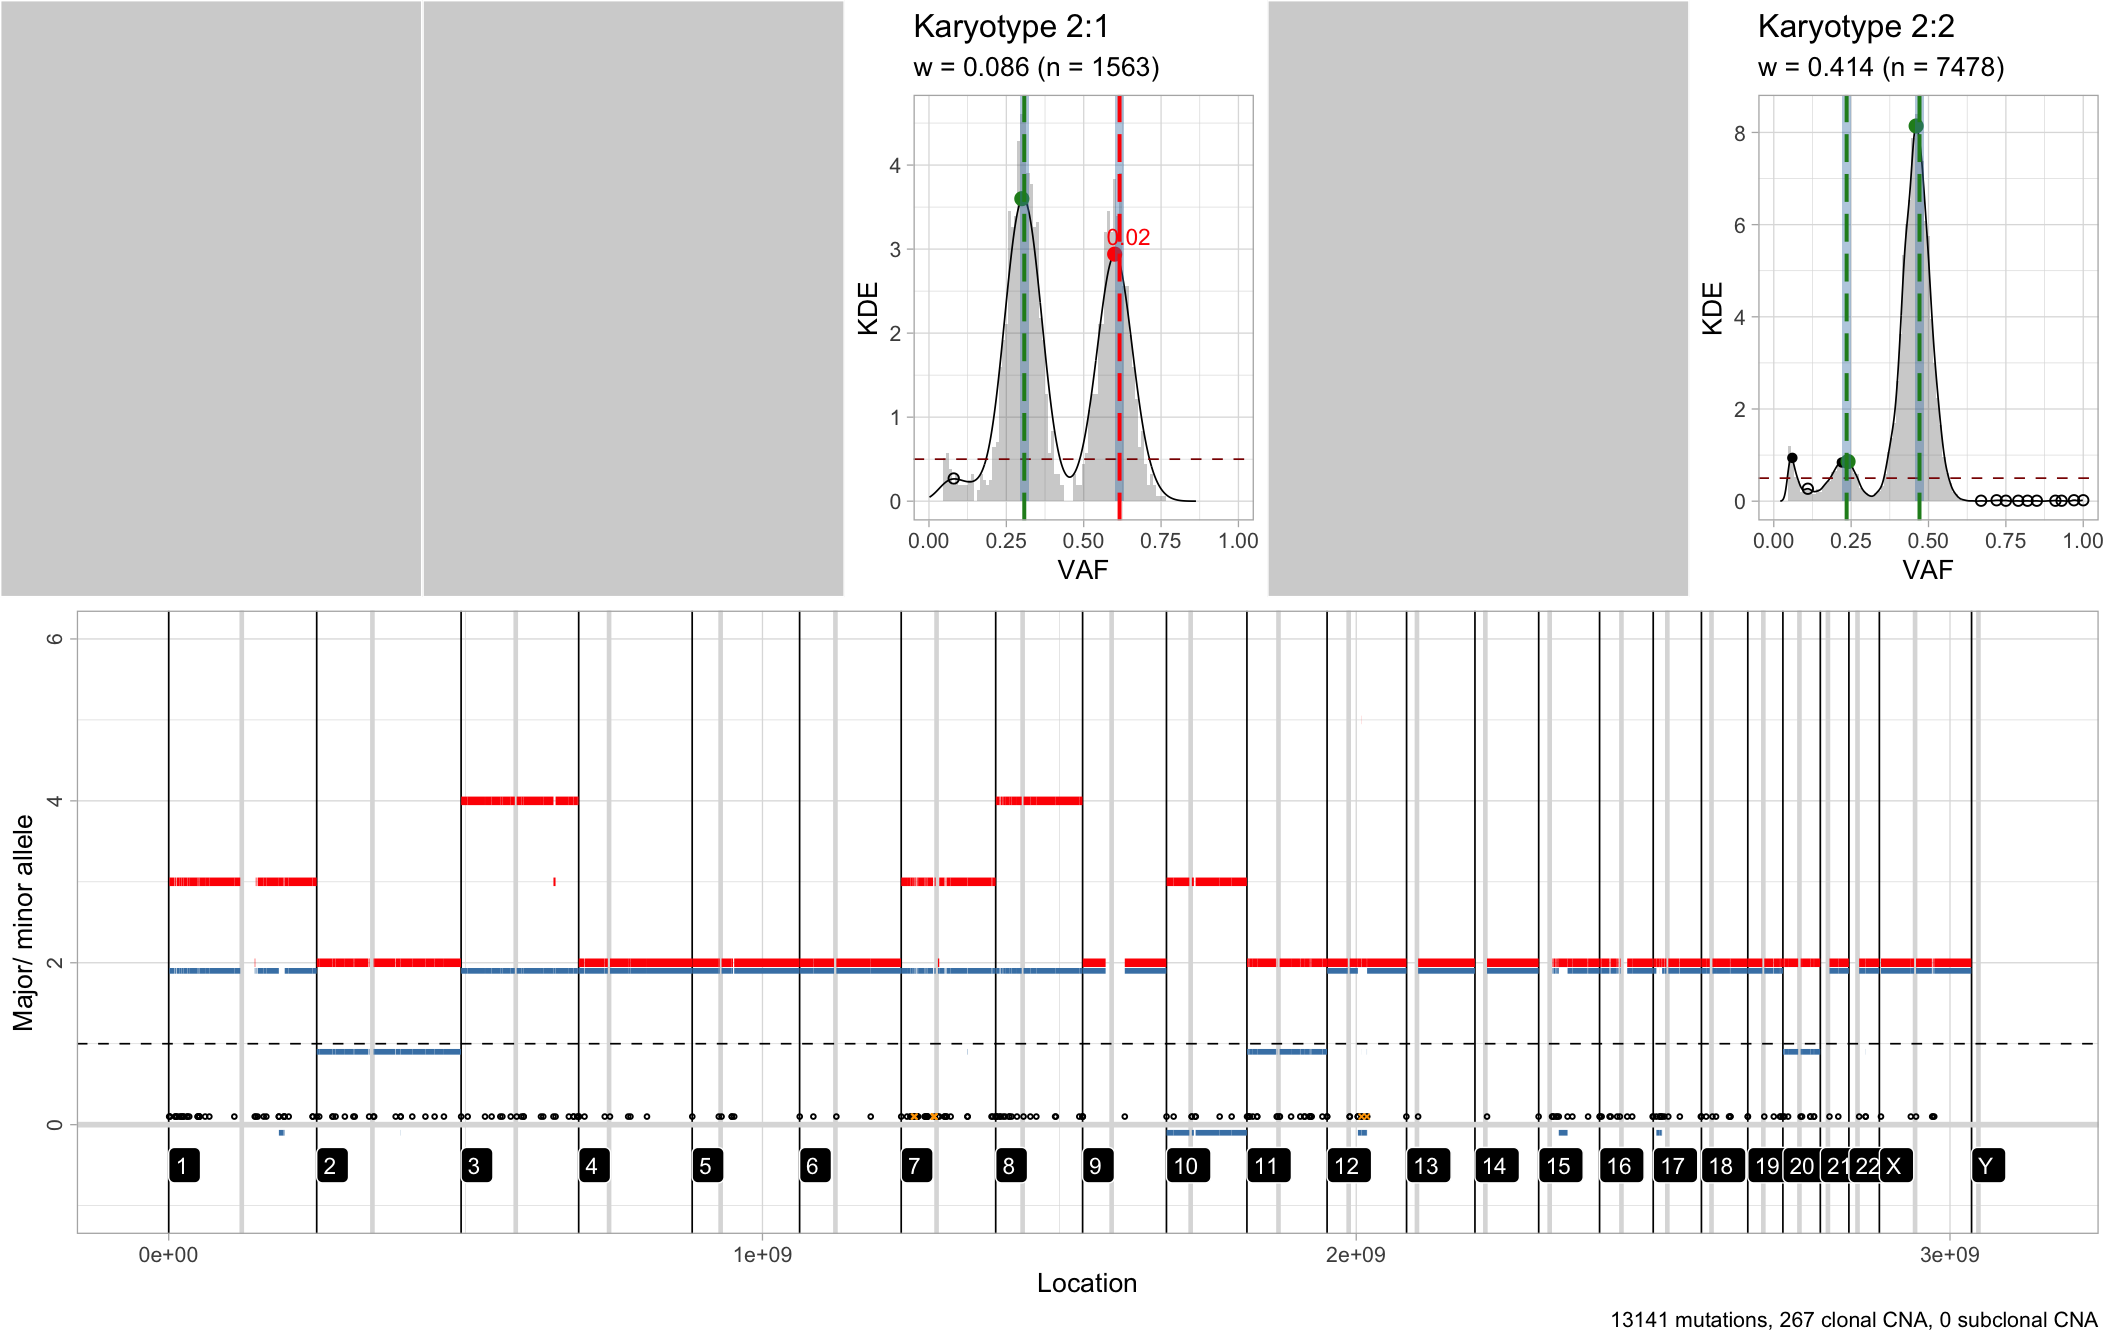 Karyotype 2:1
w = 0.086 (n = 1563)
KDE
4
3
2
1
0
0.02
0.00 0.25 0.50 0.75 1.00
VAF
Karyotype 2:2
w = 0.414 (n = 7478)
KDE
8
6
4
2
0
0.00 0.25 0.50 0.75 1.00
VAF
Major/ minor allele
6
4
2
0
1 2 3 4 5 6 7 8 9 10 11 12 13 14 15 16 17 18 19 20 21 22 X Y
0e+00 1e+09 2e+09 3e+09
Location
13141 mutations, 267 clonal CNA, 0 subclonal CNA